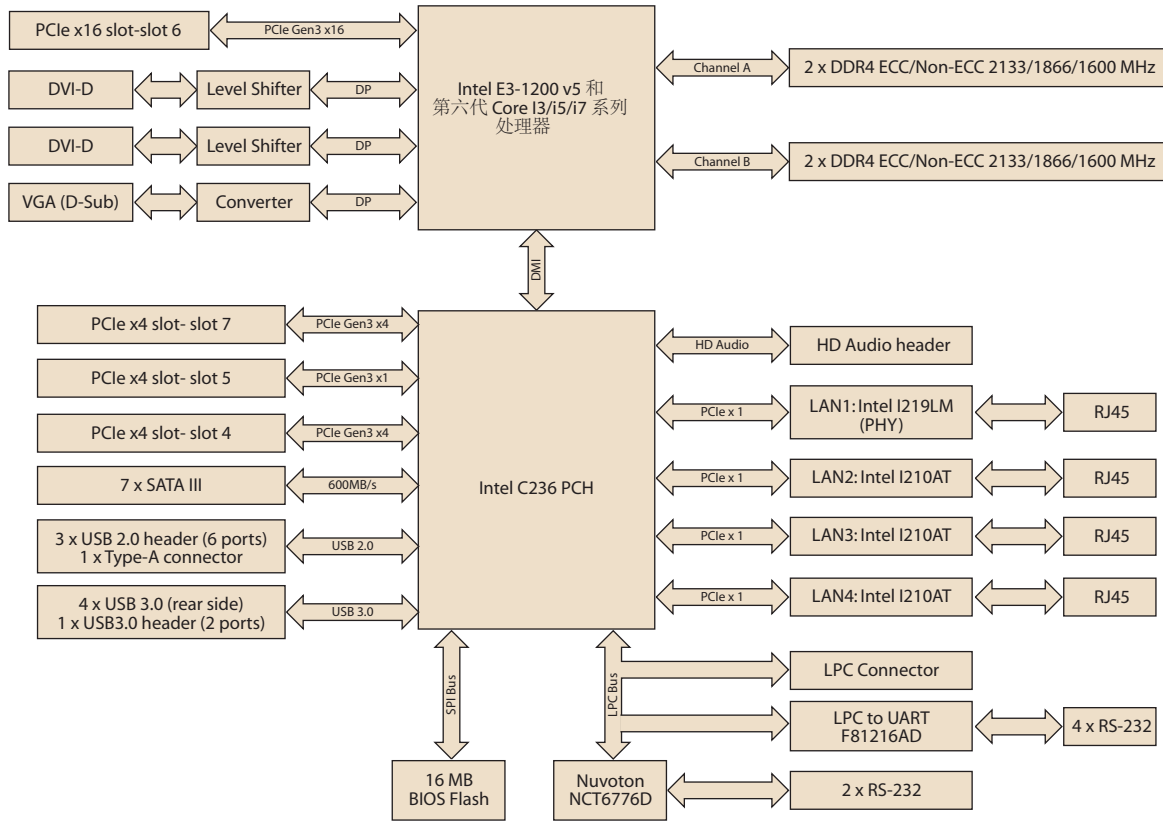 PCIe x16 slot-slot 6
PCIe Gen3 x16
DVI-D
Level Shifter
DP
DVI-D
Level Shifter
DP
VGA (D-Sub)
Converter
DP
Intel E3-1200 v5 和
第六代 Core I3/i5/i7 系列
处理器
Channel A
2 x DDR4 ECC/Non-ECC 2133/1866/1600 MHz
Channel B
2 x DDR4 ECC/Non-ECC 2133/1866/1600 MHz
DMI
PCIe x4 slot- slot 7
PCIe Gen3 x4
PCIe x4 slot- slot 5
PCIe Gen3 x1
PCIe x4 slot- slot 4
PCIe Gen3 x4
7 x SATA III
600MB/s
3 x USB 2.0 header (6 ports)
1 x Type-A connector
USB 2.0
4 x USB 3.0 (rear side)
1 x USB3.0 header (2 ports)
USB 3.0
Intel C236 PCH
HD Audio
HD Audio header
PCIe x 1
LAN1: Intel I219LM
(PHY)
RJ45
PCIe x 1
LAN2: Intel I210AT
RJ45
PCIe x 1
LAN3: Intel I210AT
RJ45
PCIe x 1
LAN4: Intel I210AT
RJ45
SPI Bus
LPC Bus
LPC Connector
LPC to UART
F81216AD
4 x RS-232
16 MB
BIOS Flash
Nuvoton
NCT6776D
2 x RS-232